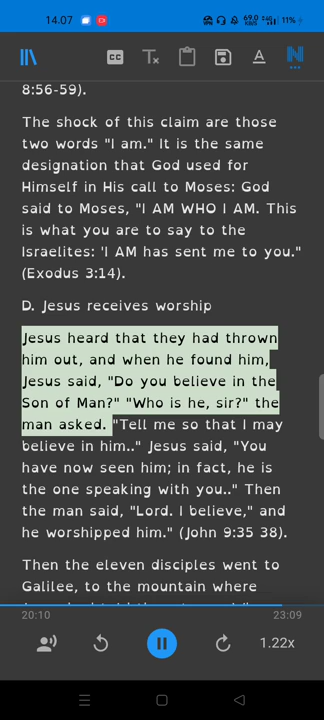 14.07
69.0
KB/S
11%
CC
A
N
8:56-59).
The shock of this claim are those
two words "I am." It is the same
designation that God used for
Himself in His call to Moses: God
said to Moses, "I AM WHO I AM. This
is what you are to say to the
Israelites: 'I AM has sent me to you."
(Exodus 3:14).
D. Jesus receives worship
Jesus heard that they had thrown
him out, and when he found him,
Jesus said, "Do you believe in the
Son of Man?" "Who is he, sir?" the
man asked. "Tell me so that I may
believe in him.." Jesus said, "You
have now seen him; in fact, he is
the one speaking with you.." Then
the man said, "Lord. I believe," and
he worshipped him." (John 9:35 38).
Then the eleven disciples went to
Galilee, to the mountain where
20:10
23:09
1.22x